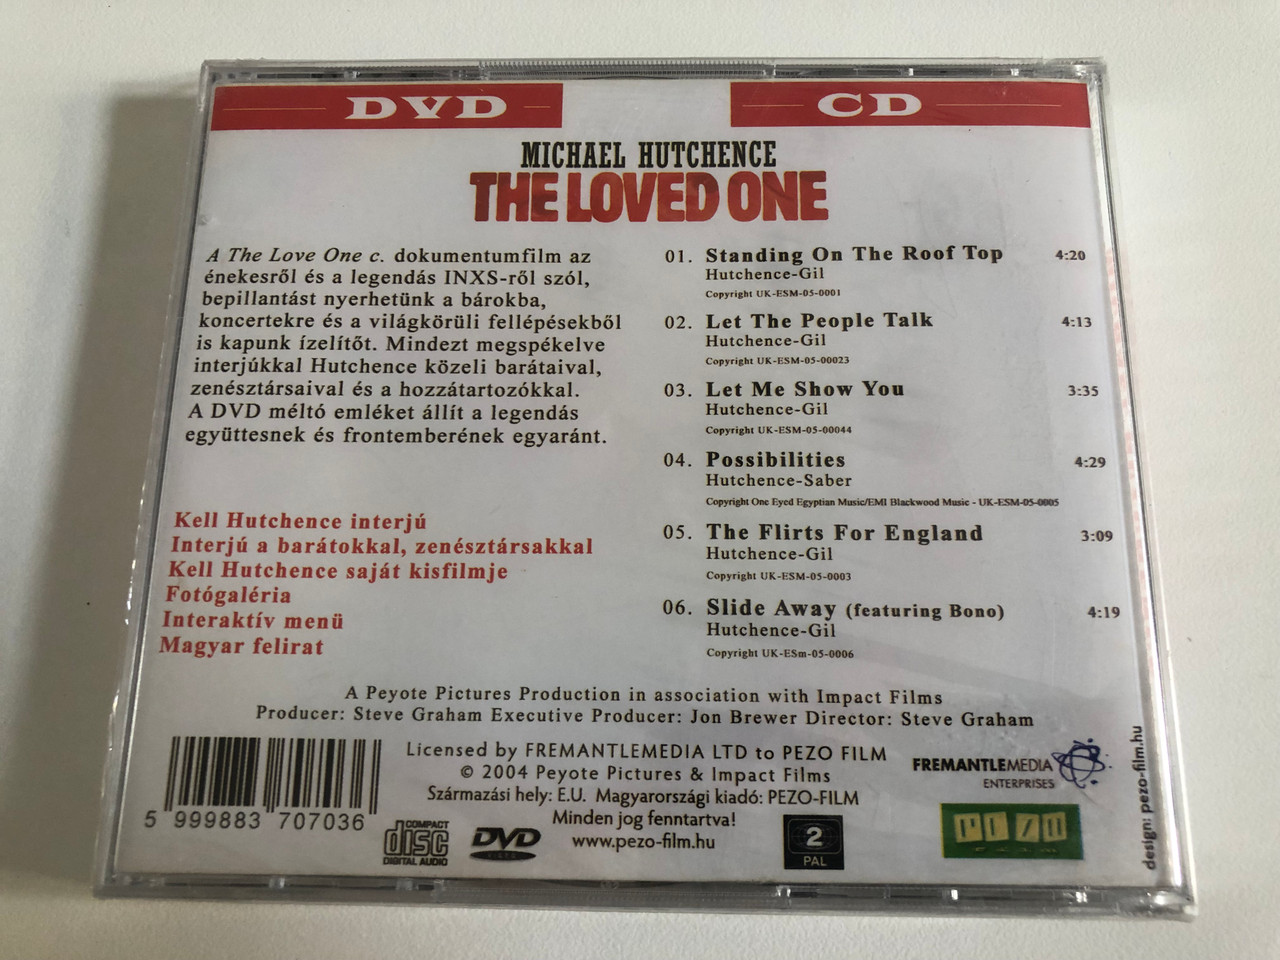 DVD
CD
MICHAEL HUTCHENCE
THE LOVED ONE
A The Love One c. dokumentumfilm az
énekesről és a legendás INXS-ről szól,
bepillantást nyerhetünk a bárokba,
koncertekre és a világkörüli fellépésekből
is kapunk ízelítőt. Mindezt megspékelve
interjúkkal Hutchence közeli barátaival,
zenésztársaival és a hozzátartozókkal.
A DVD méltó emléket állít a legendás
együttesnek és frontemberének egyaránt.
Kell Hutchence interjú
Interjú a barátokkal, zenésztársakkal
Kell Hutchence saját kisfilmje
Fotógaléria
Interaktív menü
Magyar felirat
01. Standing On The Roof Top 4:20
Hutchence-Gil
Copyright UK-ESM-05-0001
02. Let The People Talk 4:13
Hutchence-Gil
Copyright UK-ESM-05-00023
03. Let Me Show You 3:35
Hutchence-Gil
Copyright UK-ESM-05-00044
04. Possibilities 4:29
Hutchence-Saber
Copyright One Eyed Egyptian Music/EMI Blackwood Music - UK-ESM-05-0005
05. The Flirts For England 3:09
Hutchence-Gil
Copyright UK-ESM-05-0003
06. Slide Away (featuring Bono) 4:19
Hutchence-Gil
Copyright UK-ESm-05-0006
A Peyote Pictures Production in association with Impact Films
Producer: Steve Graham Executive Producer: Jon Brewer Director: Steve Graham
Licensed by FREMANTLEMEDIA LTD to PEZO FILM
© 2004 Peyote Pictures & Impact Films
Származási hely: E.U. Magyarországi kiadó: PEZO-FILM
Minden jog fenntartva!
www.pezo-film.hu
5 999883 707036
COMPACT
disc
DIGITAL AUDIO
DVD
VIDEO
2
PAL
FREMANTLEMEDIA
ENTERPRISES
PEZO
FILM
design: pezo-film.hu